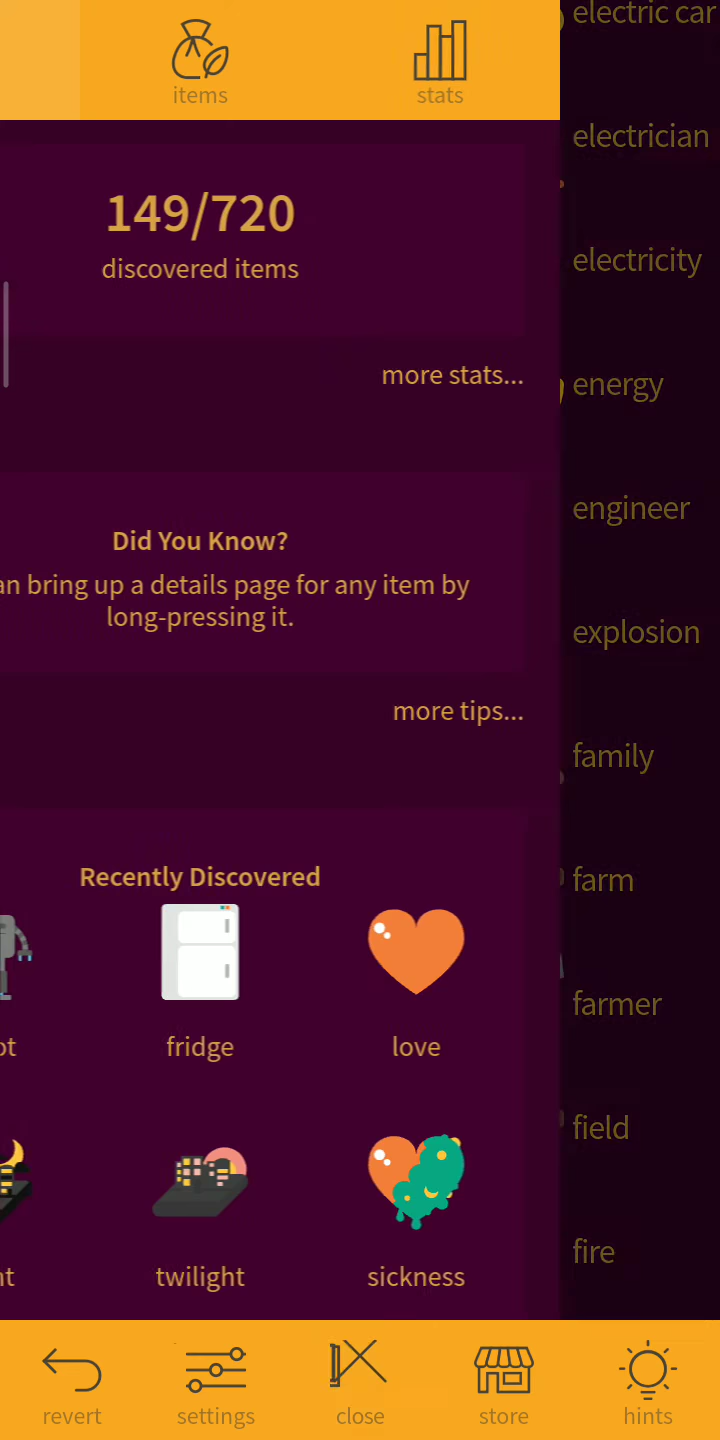 items
stats
149/720
discovered items
more stats...
Did You Know?
an bring up a details page for any item by
long-pressing it.
more tips...
Recently Discovered
ot
fridge
love
ht
twilight
sickness
electric car
electrician
electricity
energy
engineer
explosion
family
farm
farmer
field
fire
revert
settings
close
store
hints